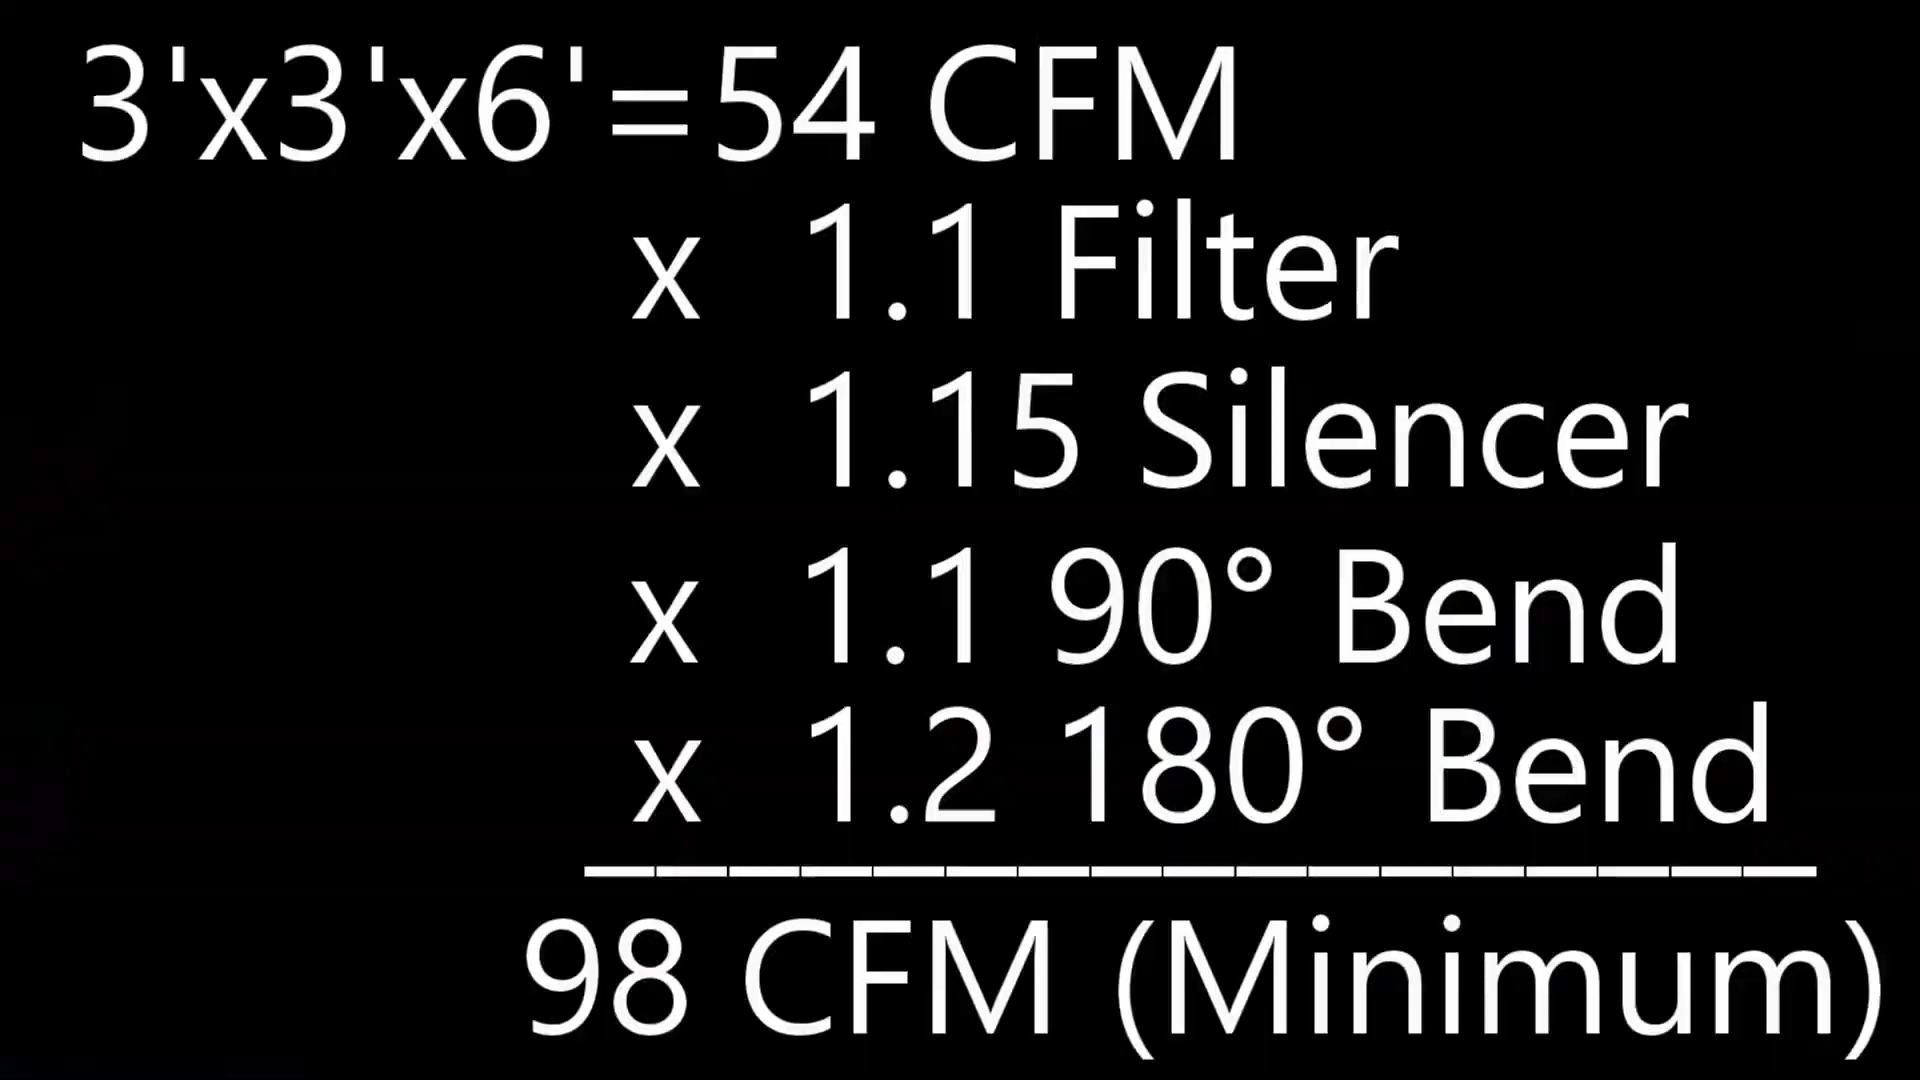 3'x3'x6'=54 CFM
x 1.1 Filter
x 1.15 Silencer
x 1.1 90° Bend
x 1.2 180° Bend
98 CFM (Minimum)